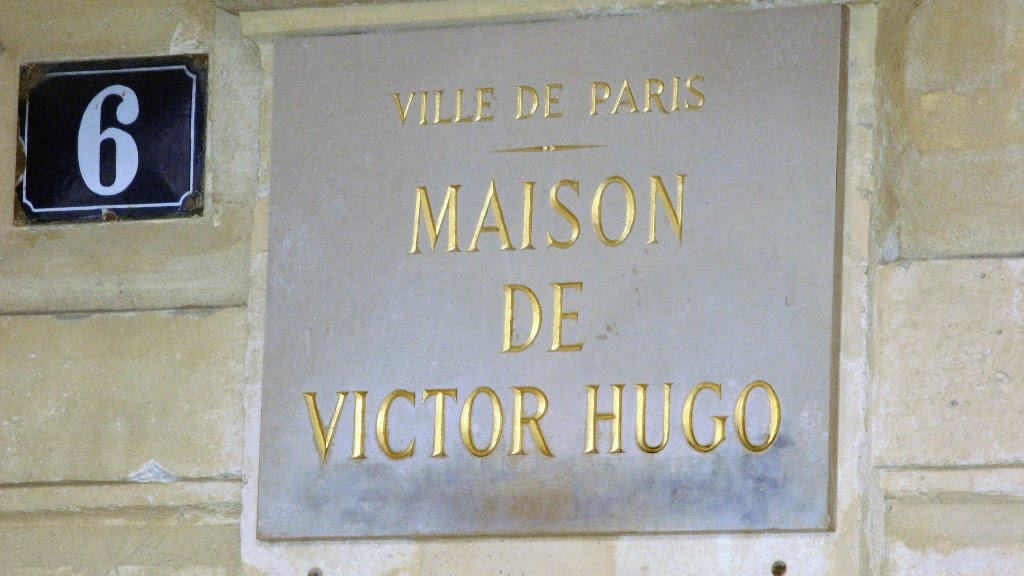 6
VILLE DE PARIS
MAISON
DE
VICTOR HUGO